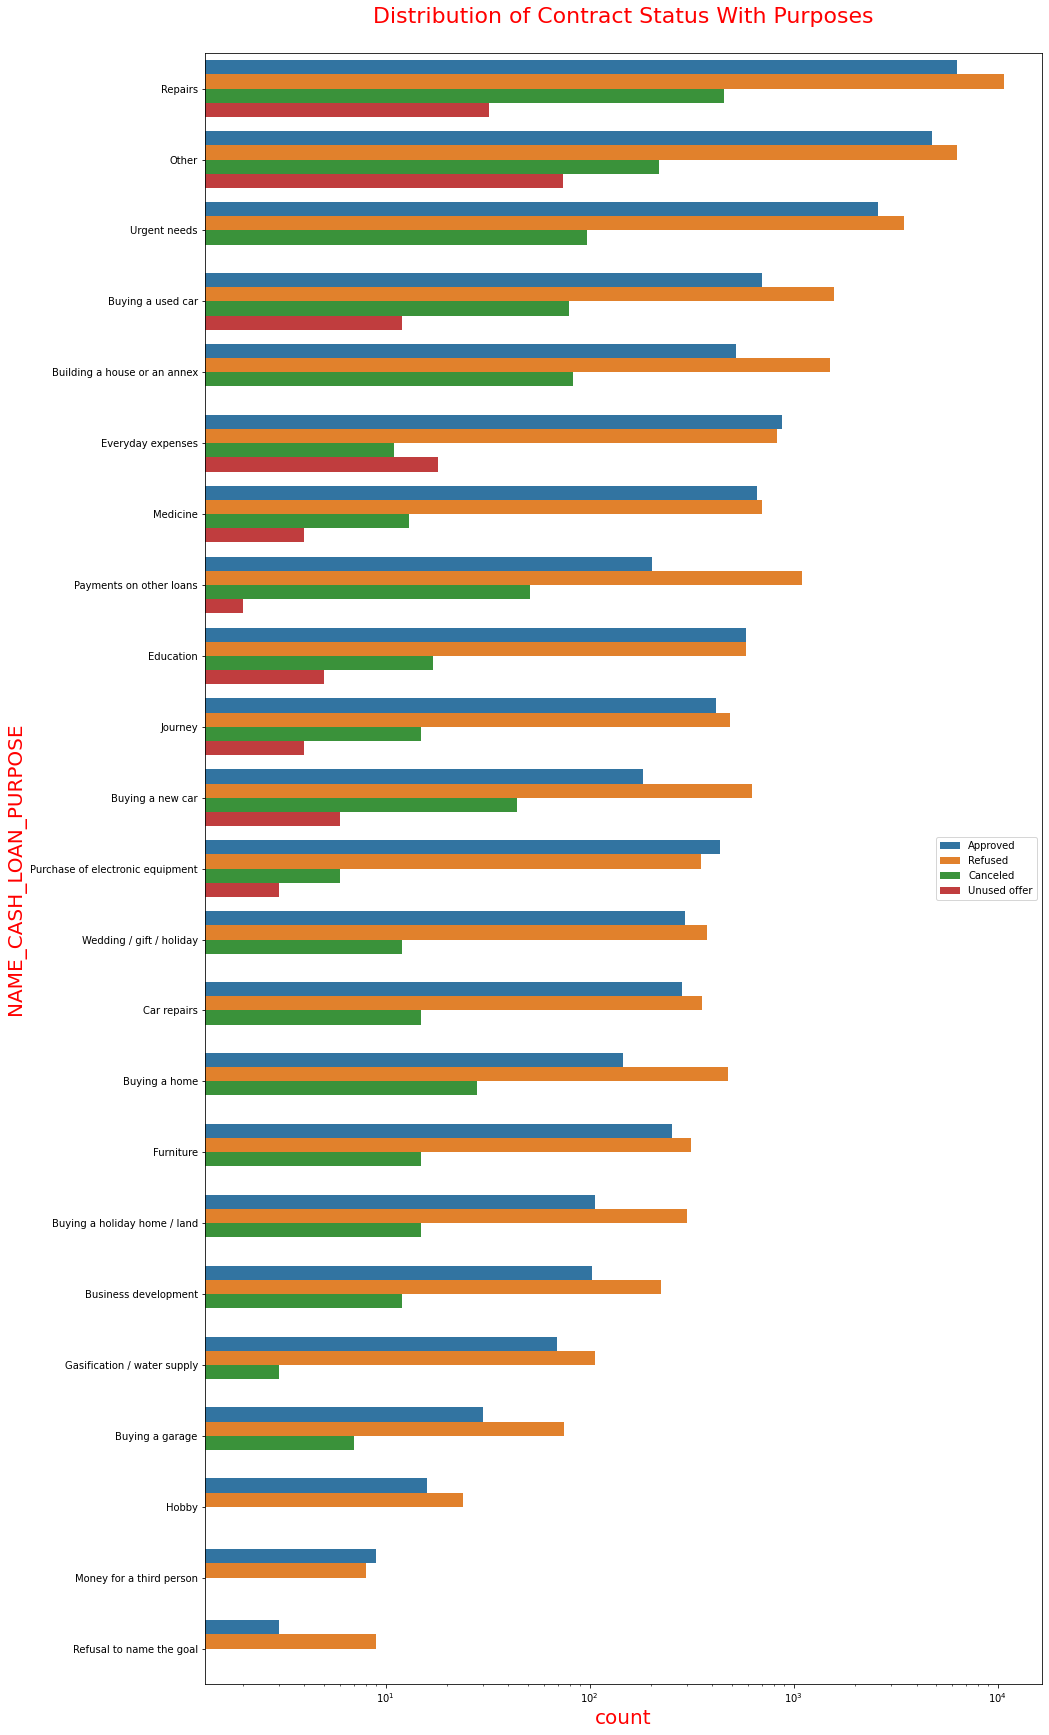 Distribution of Contract Status With Purposes
Repairs
Other
Urgent needs
Buying a used car
Building a house or an annex
Everyday expenses
Medicine
Payments on other loans
Education
Journey
Buying a new car
Purchase of electronic equipment
Wedding / gift / holiday
Car repairs
Buying a home
Furniture
Buying a holiday home / land
Business development
Gasification / water supply
Buying a garage
Hobby
Money for a third person
Refusal to name the goal
NAME_CASH_LOAN_PURPOSE
Approved
Refused
Canceled
Unused offer
10¹ 10² 10³ 10⁴
count